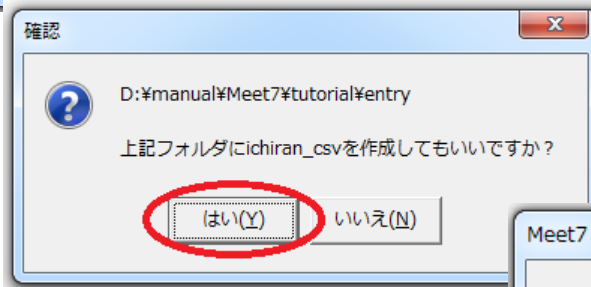 確認
D:¥manual¥Meet7¥tutorial¥entry
上記フォルダにichiran_csvを作成してもいいですか？
はい(Y)
いいえ(N)
Meet7